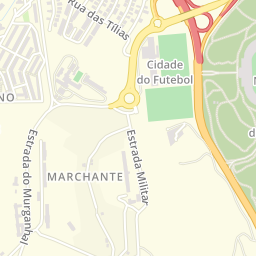 Rua das Tílias
Cidade
do Futebol
NO
Estrada do Murganhal
Estrada Militar
MARCHANTE